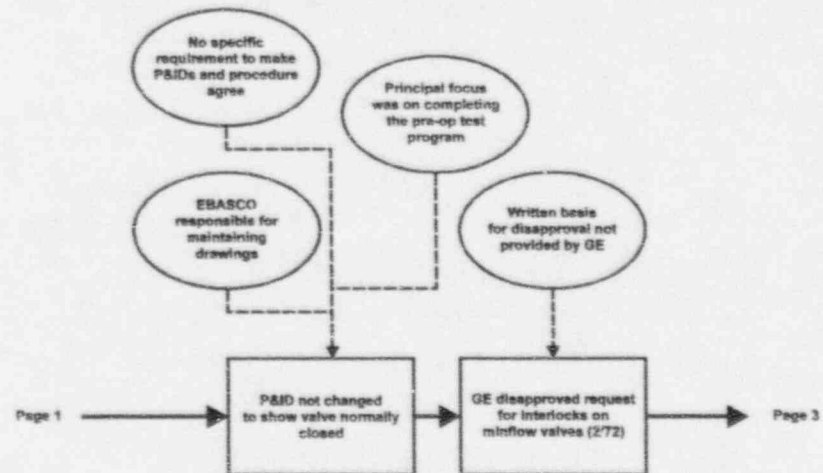 No specific
requirement to make
P&IDs and procedure
agree
Principal focus
was on completing
the pre-op test
program
EBASCO
responsible for
maintaining
drawings
Written basis
for disapproval not
provided by GE
Page 1
P&ID not changed
to show valve normally
closed
GE disapproved request
for interlocks on
minflow valves (2/72)
Page 3